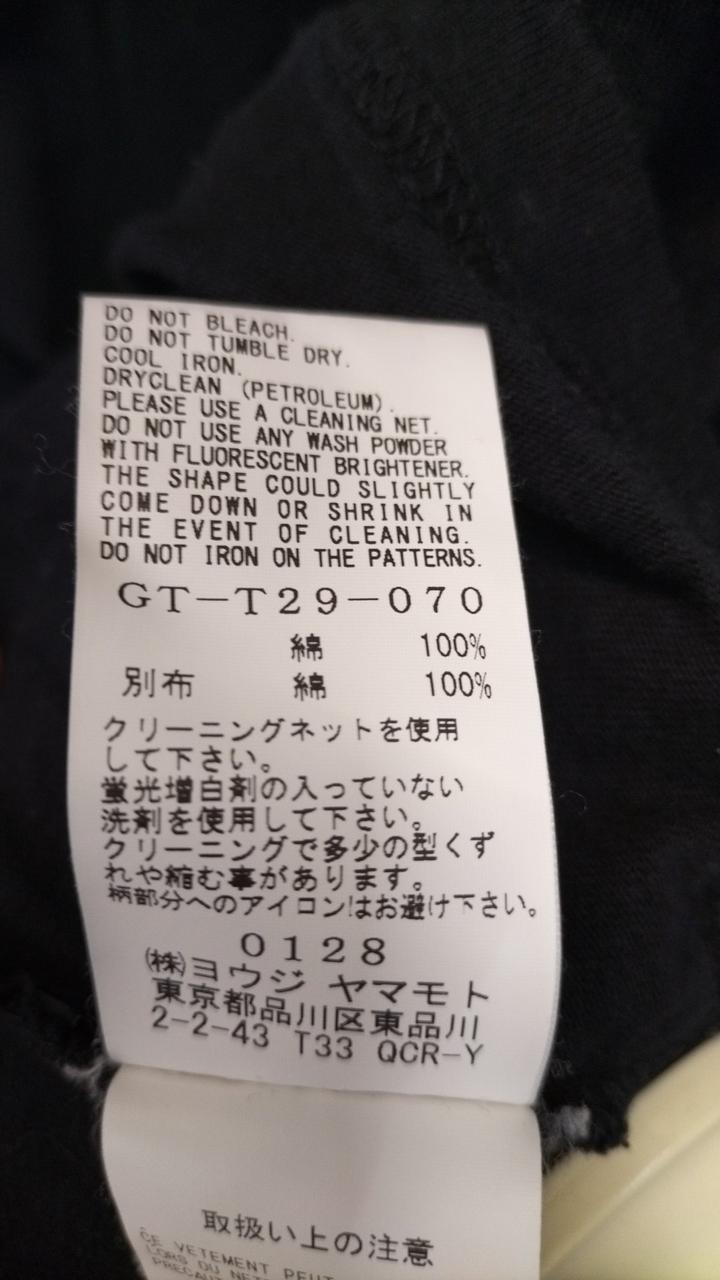 DO NOT BLEACH.
DO NOT TUMBLE DRY.
COOL IRON.
DRYCLEAN (PETROLEUM).
PLEASE USE A CLEANING NET.
DO NOT USE ANY WASH POWDER
WITH FLUORESCENT BRIGHTENER.
THE SHAPE COULD SLIGHTLY
COME DOWN OR SHRINK IN
THE EVENT OF CLEANING.
DO NOT IRON ON THE PATTERNS.
GT-T29-070
綿 100%
別布 綿 100%
クリーニングネットを使用
して下さい。
蛍光増白剤の入っていない
洗剤を使用して下さい。
クリーニングで多少の型くず
れや縮む事があります。
柄部分へのアイロンはお避け下さい。
0128
㈱ヨウジ ヤマモト
東京都品川区東品川
2-2-43 T33 QCR-Y
取扱い上の注意
CE VETEMENT PEUT
LORS DU